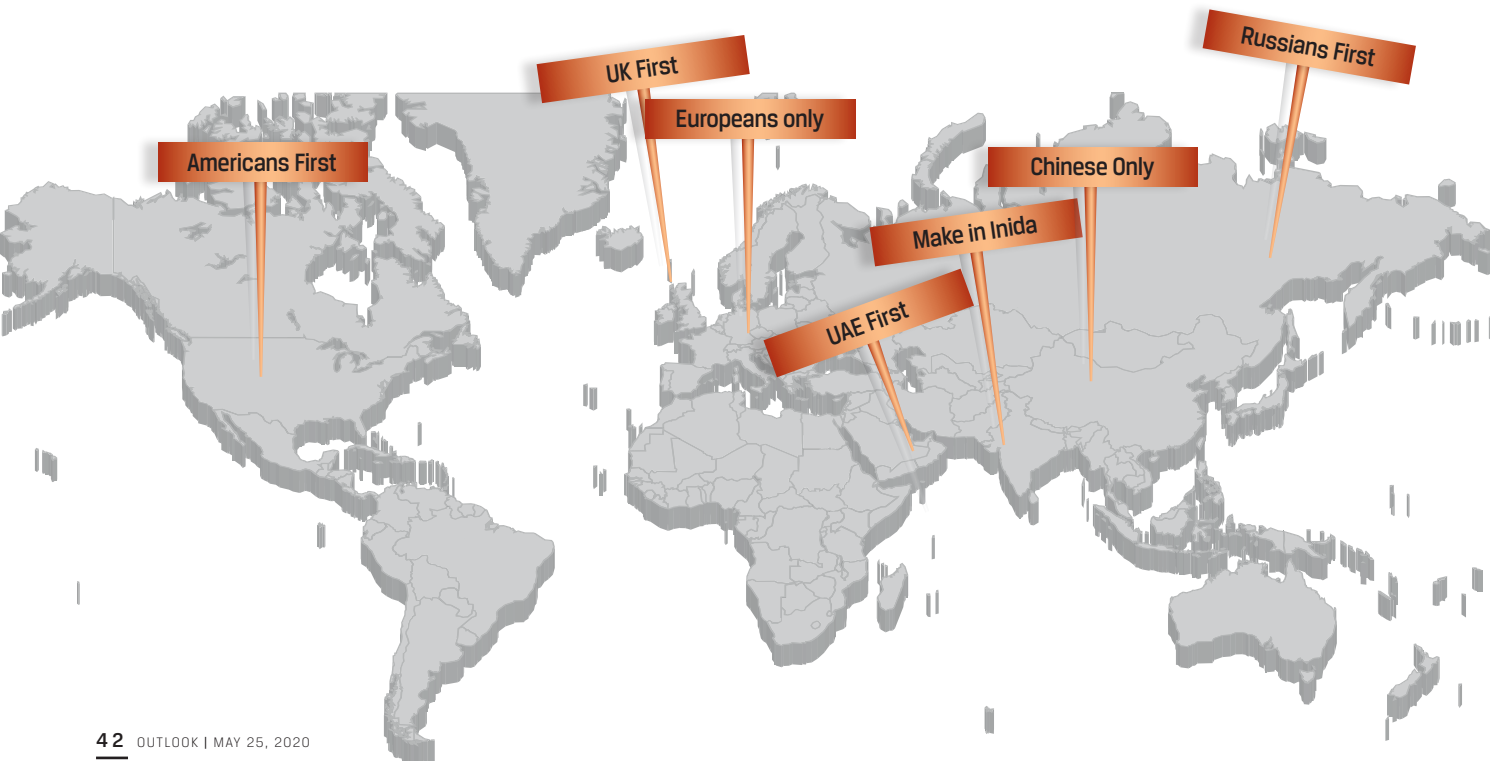 Russians First
UK First
Europeans only
Americans First
Chinese Only
Make in Inida
UAE First
42 OUTLOOK | MAY 25, 2020